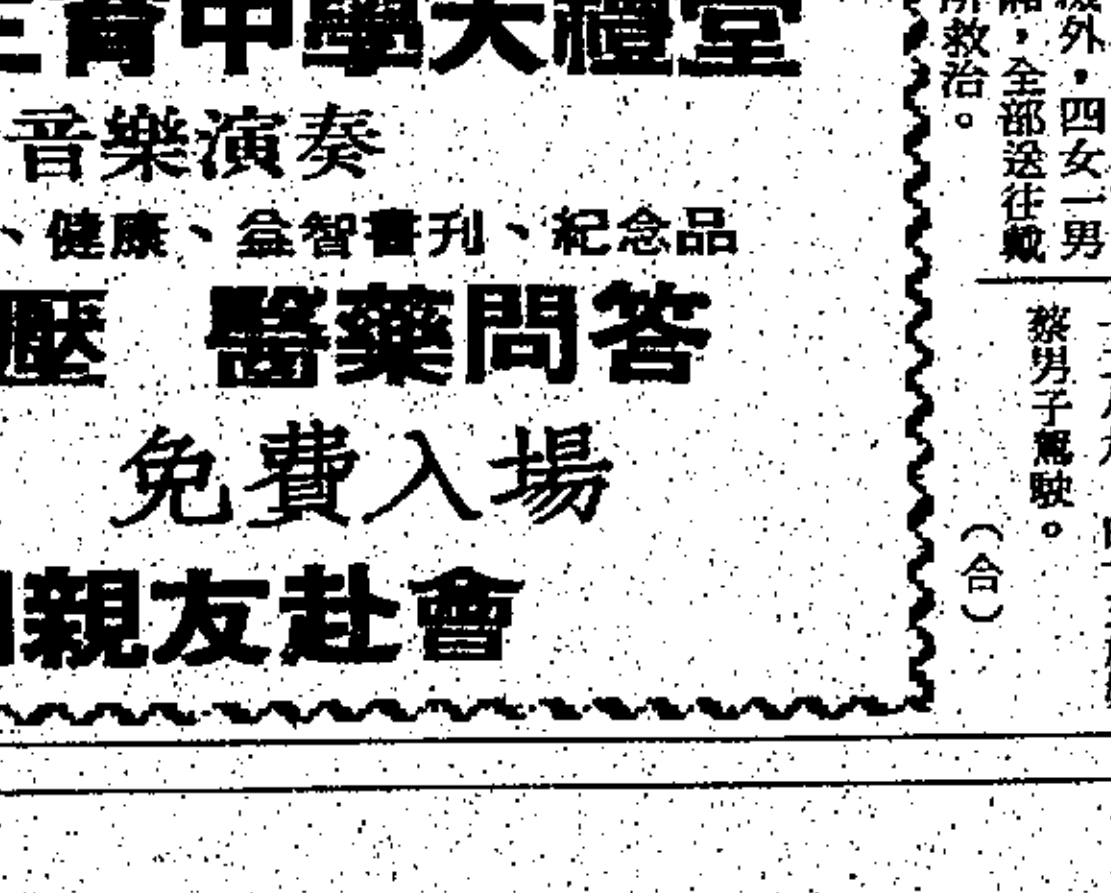 育中學大禮堂
音樂演奏
、健康、益智書刊、紀念品
壓 醫藥問答
免費入場
親友赴會
外，四女一男
，全部送往戴
所救治。
蔡男子駕駛。
（合）